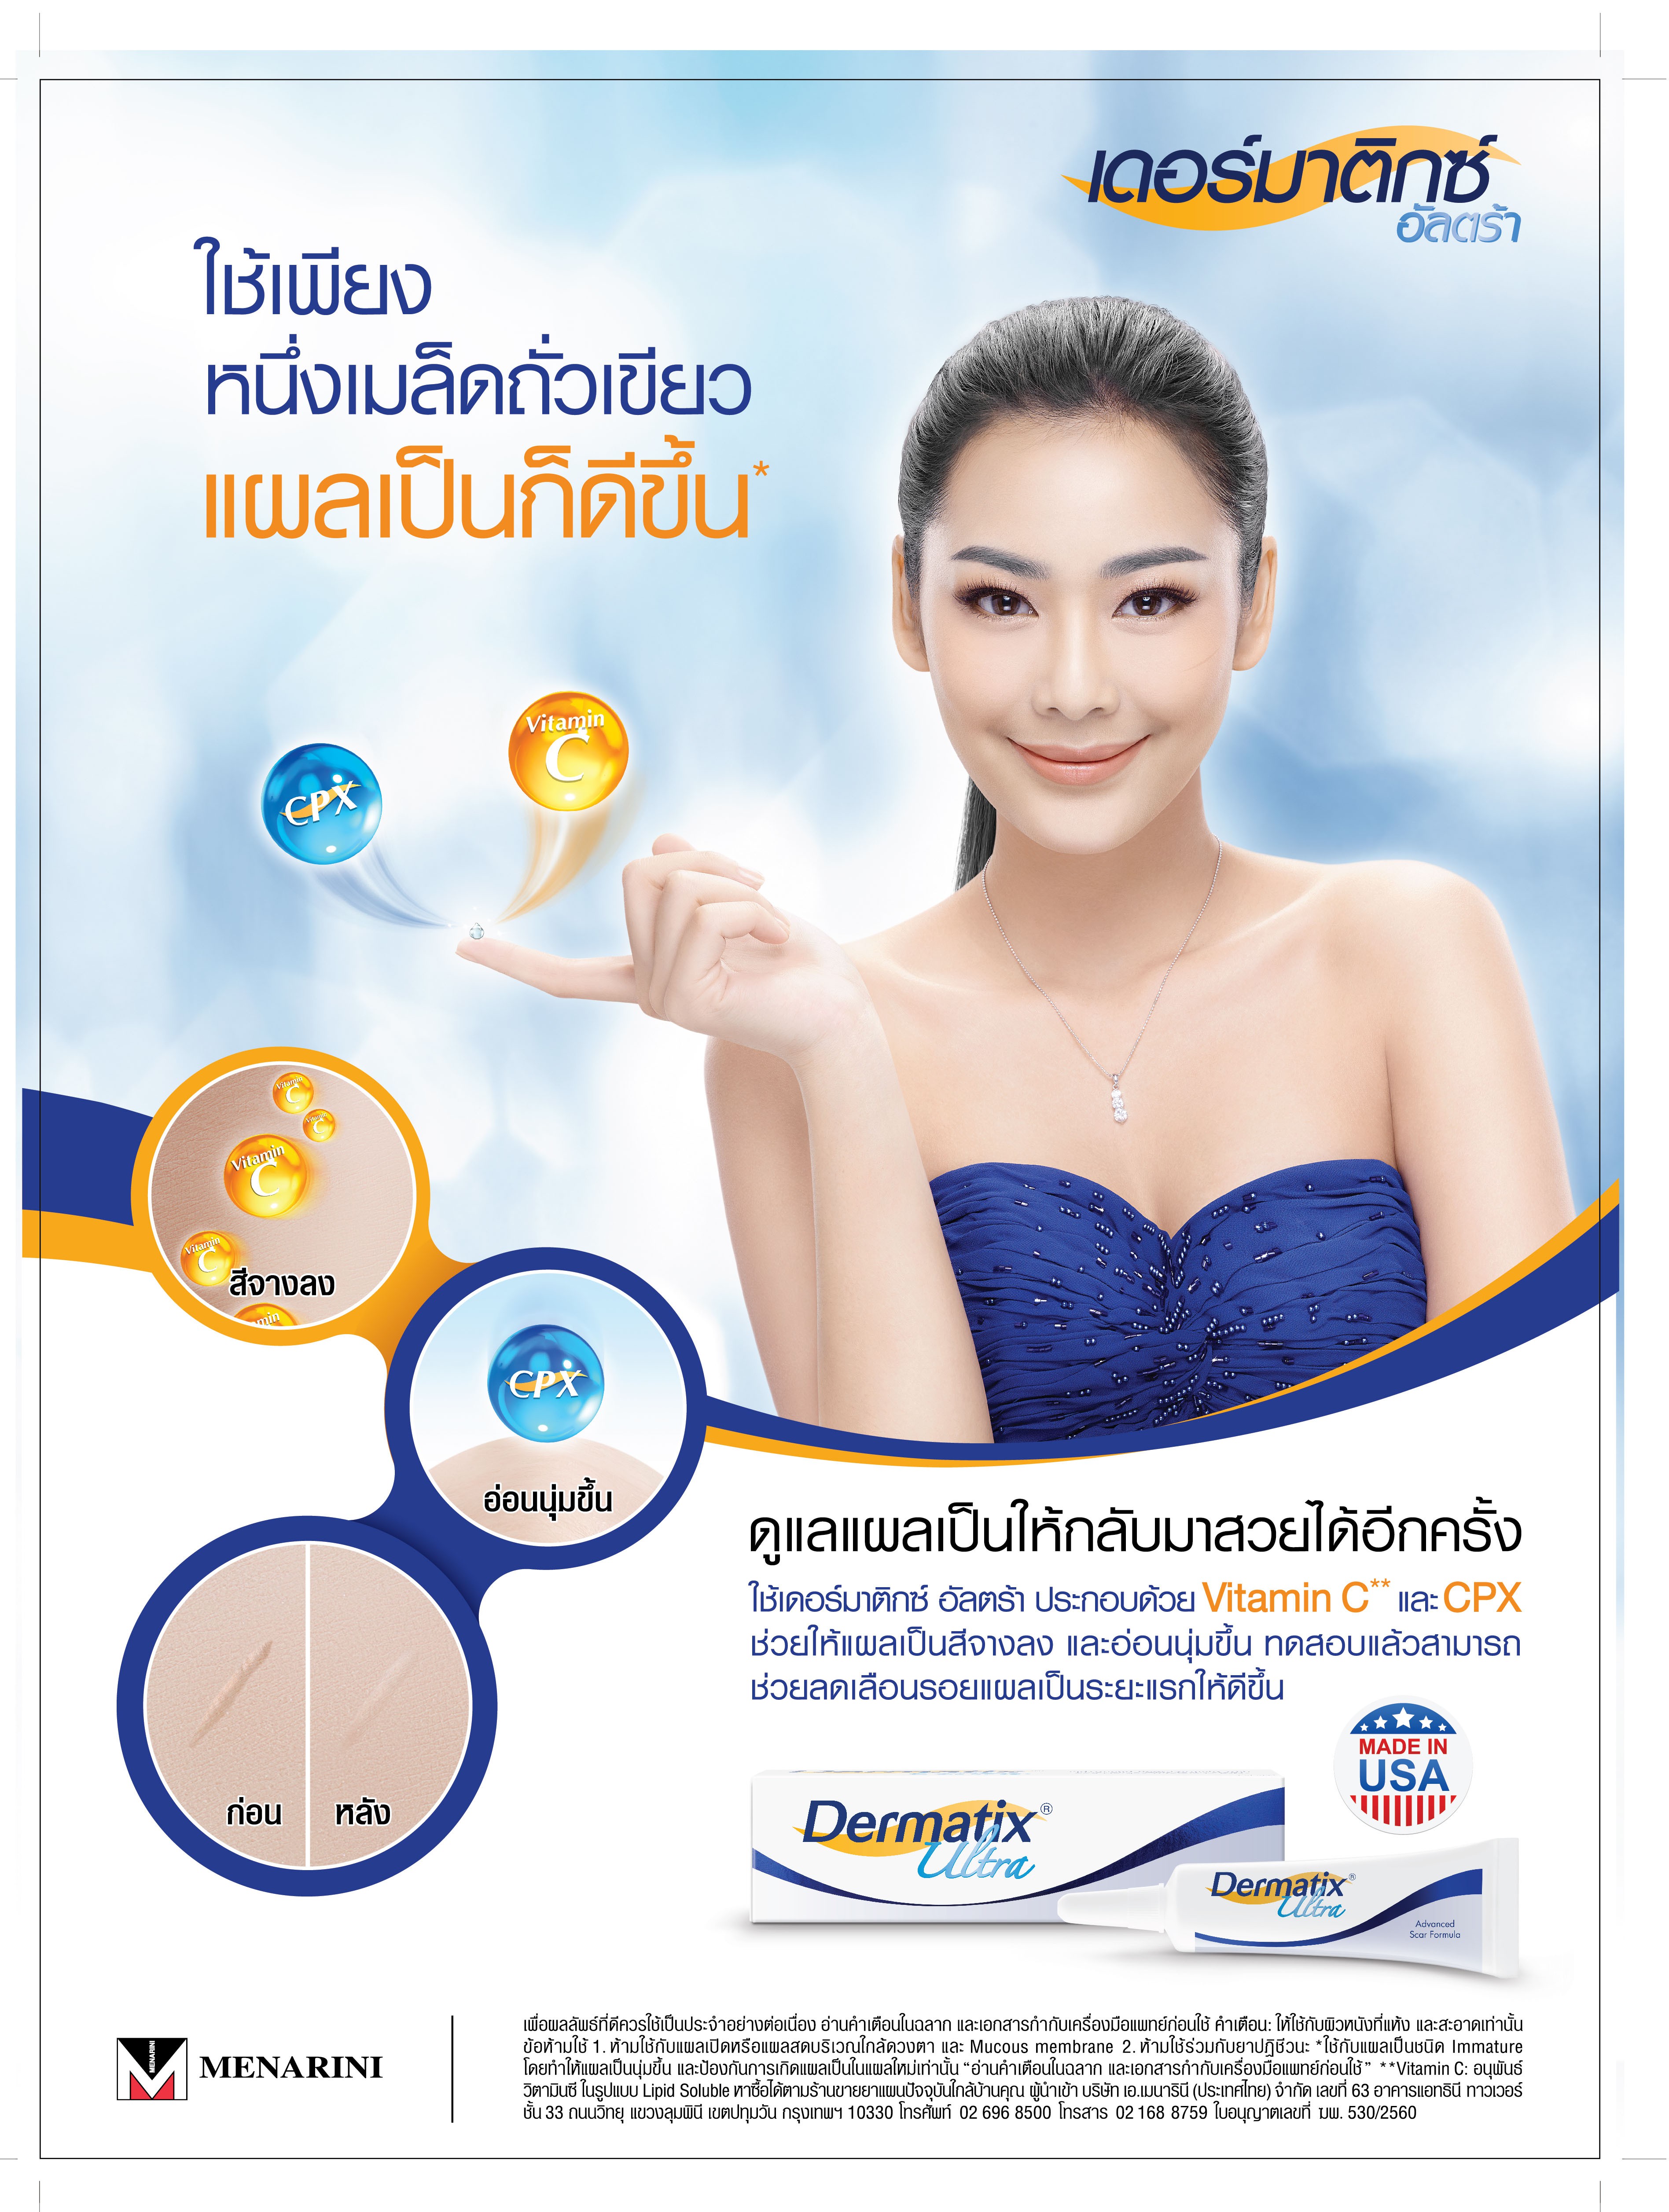 เดอร์มาติกซ์
อัลตร้า
ใช้เพียง
หนึ่งเมล็ดถั่วเขียว
แผลเป็นก็ดีขึ้น*
Vitamin
C
CPX
Vitamin
C
Vitamin
C
Vitamin
C
Vitamin
C
สีจางลง
CPX
อ่อนนุ่มขึ้น
ก่อน หลัง
ดูแลแผลเป็นให้กลับมาสวยได้อีกครั้ง
ใช้เดอร์มาติกซ์ อัลตร้า ประกอบด้วย Vitamin C** และ CPX
ช่วยให้แผลเป็นสีจางลง และอ่อนนุ่มขึ้น ทดสอบแล้วสามารถ
ช่วยลดเลือนรอยแผลเป็นระยะแรกให้ดีขึ้น
MADE IN
USA
Dermatix®
Ultra
Dermatix®
Ultra
Advanced
Scar Formula
MENARINI
MENARINI
เพื่อผลลัพธ์ที่ดีควรใช้เป็นประจำอย่างต่อเนื่อง อ่านคำเตือนในฉลาก และเอกสารกำกับเครื่องมือแพทย์ก่อนใช้ คำเตือน: ให้ใช้กับผิวหนังที่แห้ง และสะอาดเท่านั้น
ข้อห้ามใช้ 1. ห้ามใช้กับแผลเปิดหรือแผลสดบริเวณใกล้ดวงตา และ Mucous membrane 2. ห้ามใช้ร่วมกับยาปฏิชีวนะ *ใช้กับแผลเป็นชนิด Immature
โดยทำให้แผลเป็นนุ่มขึ้น และป้องกันการเกิดแผลเป็นในแผลใหม่เท่านั้น “อ่านคำเตือนในฉลาก และเอกสารกำกับเครื่องมือแพทย์ก่อนใช้” **Vitamin C: อนุพันธ์
วิตามินซี ในรูปแบบ Lipid Soluble หาซื้อได้ตามร้านขายยาแผนปัจจุบันใกล้บ้านคุณ ผู้นำเข้า บริษัท เอ.เมนารินี (ประเทศไทย) จำกัด เลขที่ 63 อาคารแอทธินี ทาวเวอร์
ชั้น 33 ถนนวิทยุ แขวงลุมพินี เขตปทุมวัน กรุงเทพฯ 10330 โทรศัพท์ 02 696 8500 โทรสาร 02 168 8759 ใบอนุญาตเลขที่ ฆพ. 530/2560